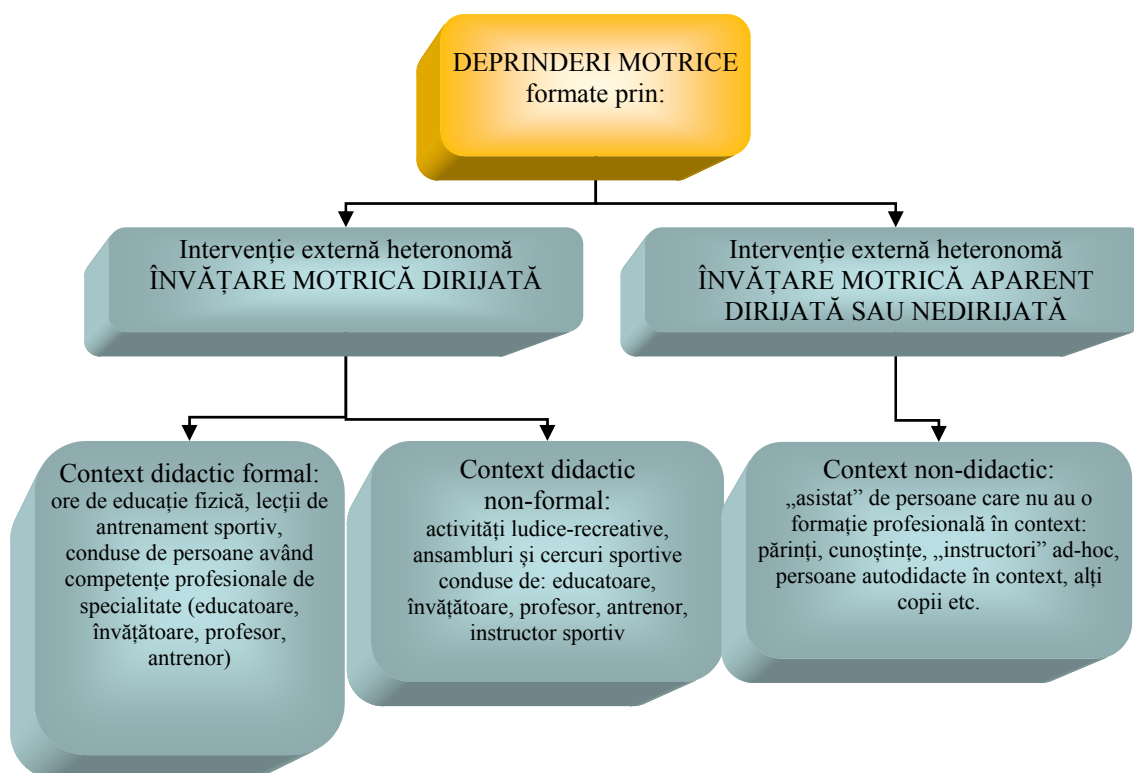 DEPRINDERI MOTRICE
formate prin:
Intervenție externă heteronomă
ÎNVĂȚARE MOTRICĂ DIRIJATĂ
Intervenție externă heteronomă
ÎNVĂȚARE MOTRICĂ APARENT
DIRIJATĂ SAU NEDIRIJATĂ
Context didactic formal:
ore de educație fizică, lecții de
antrenament sportiv,
conduse de persoane având
competențe profesionale de
specialitate (educatoare,
învățătoare, profesor,
antrenor)
Context didactic
non-formal:
activități ludice-recreative,
ansambluri și cercuri sportive
conduse de: educatoare,
învățătoare, profesor, antrenor,
instructor sportiv
Context non-didactic:
„asistat” de persoane care nu au o
formație profesională în context:
părinți, cunoștințe, „instructori” ad-hoc,
persoane autodidacte în context, alți
copii etc.